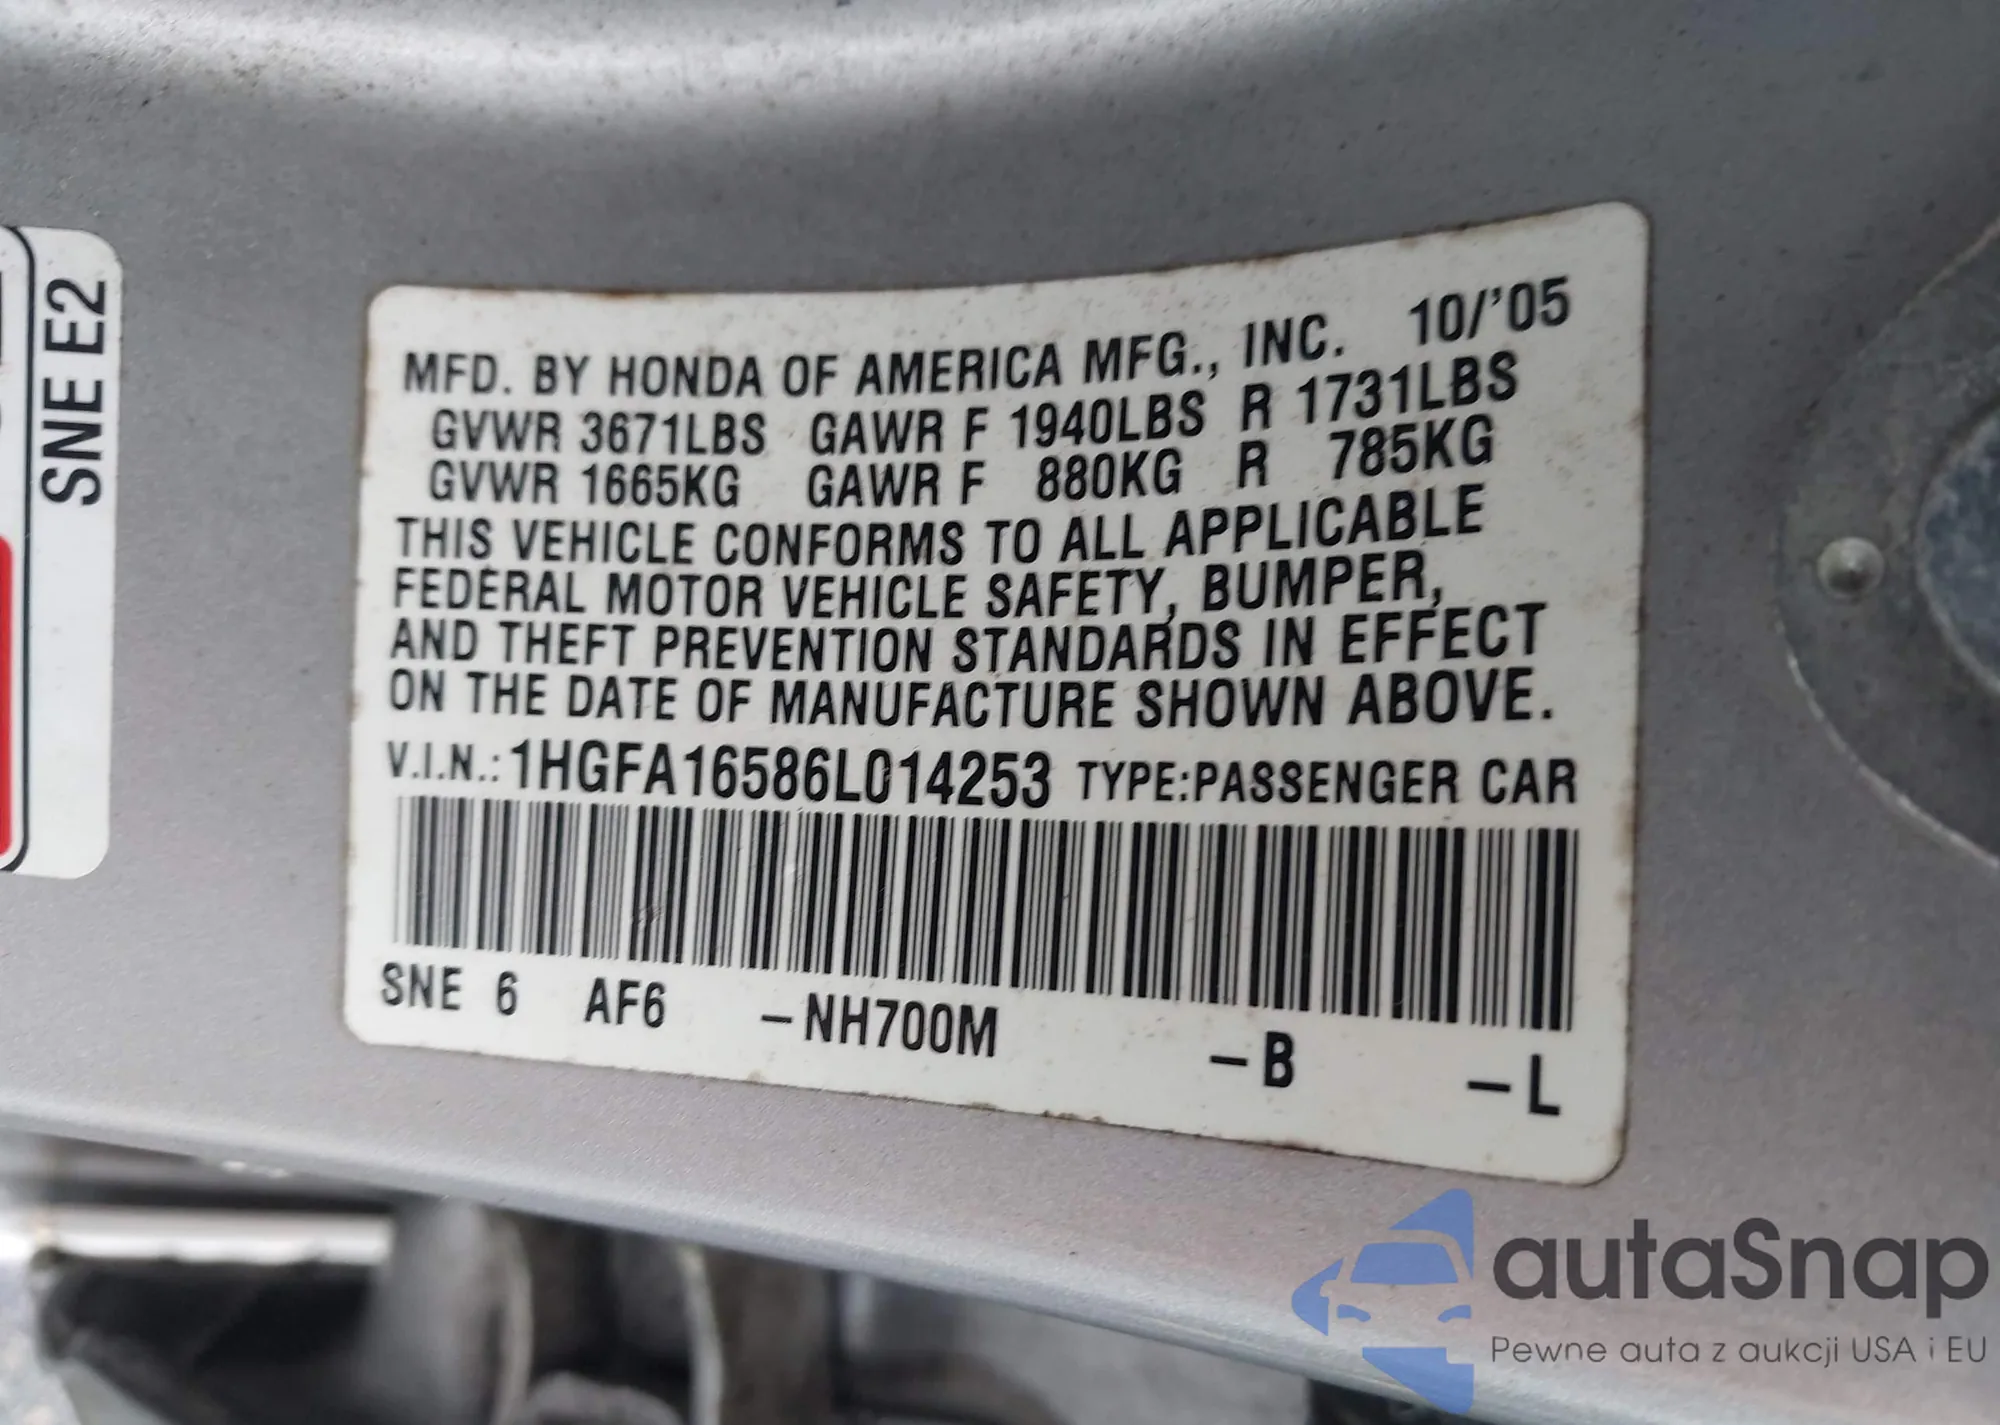 SNE E2
MFD. BY HONDA OF AMERICA MFG., INC. 10/'05
GVWR 3671LBS GAWR F 1940LBS R 1731LBS
GVWR 1665KG GAWR F 880KG R 785KG
THIS VEHICLE CONFORMS TO ALL APPLICABLE
FEDERAL MOTOR VEHICLE SAFETY, BUMPER,
AND THEFT PREVENTION STANDARDS IN EFFECT
ON THE DATE OF MANUFACTURE SHOWN ABOVE.
V.I.N.: 1HGFA16586L014253 TYPE:PASSENGER CAR
SNE 6 AF6 –NH700M –B –L
autaSnap
Pewne auta z aukcji USA i EU